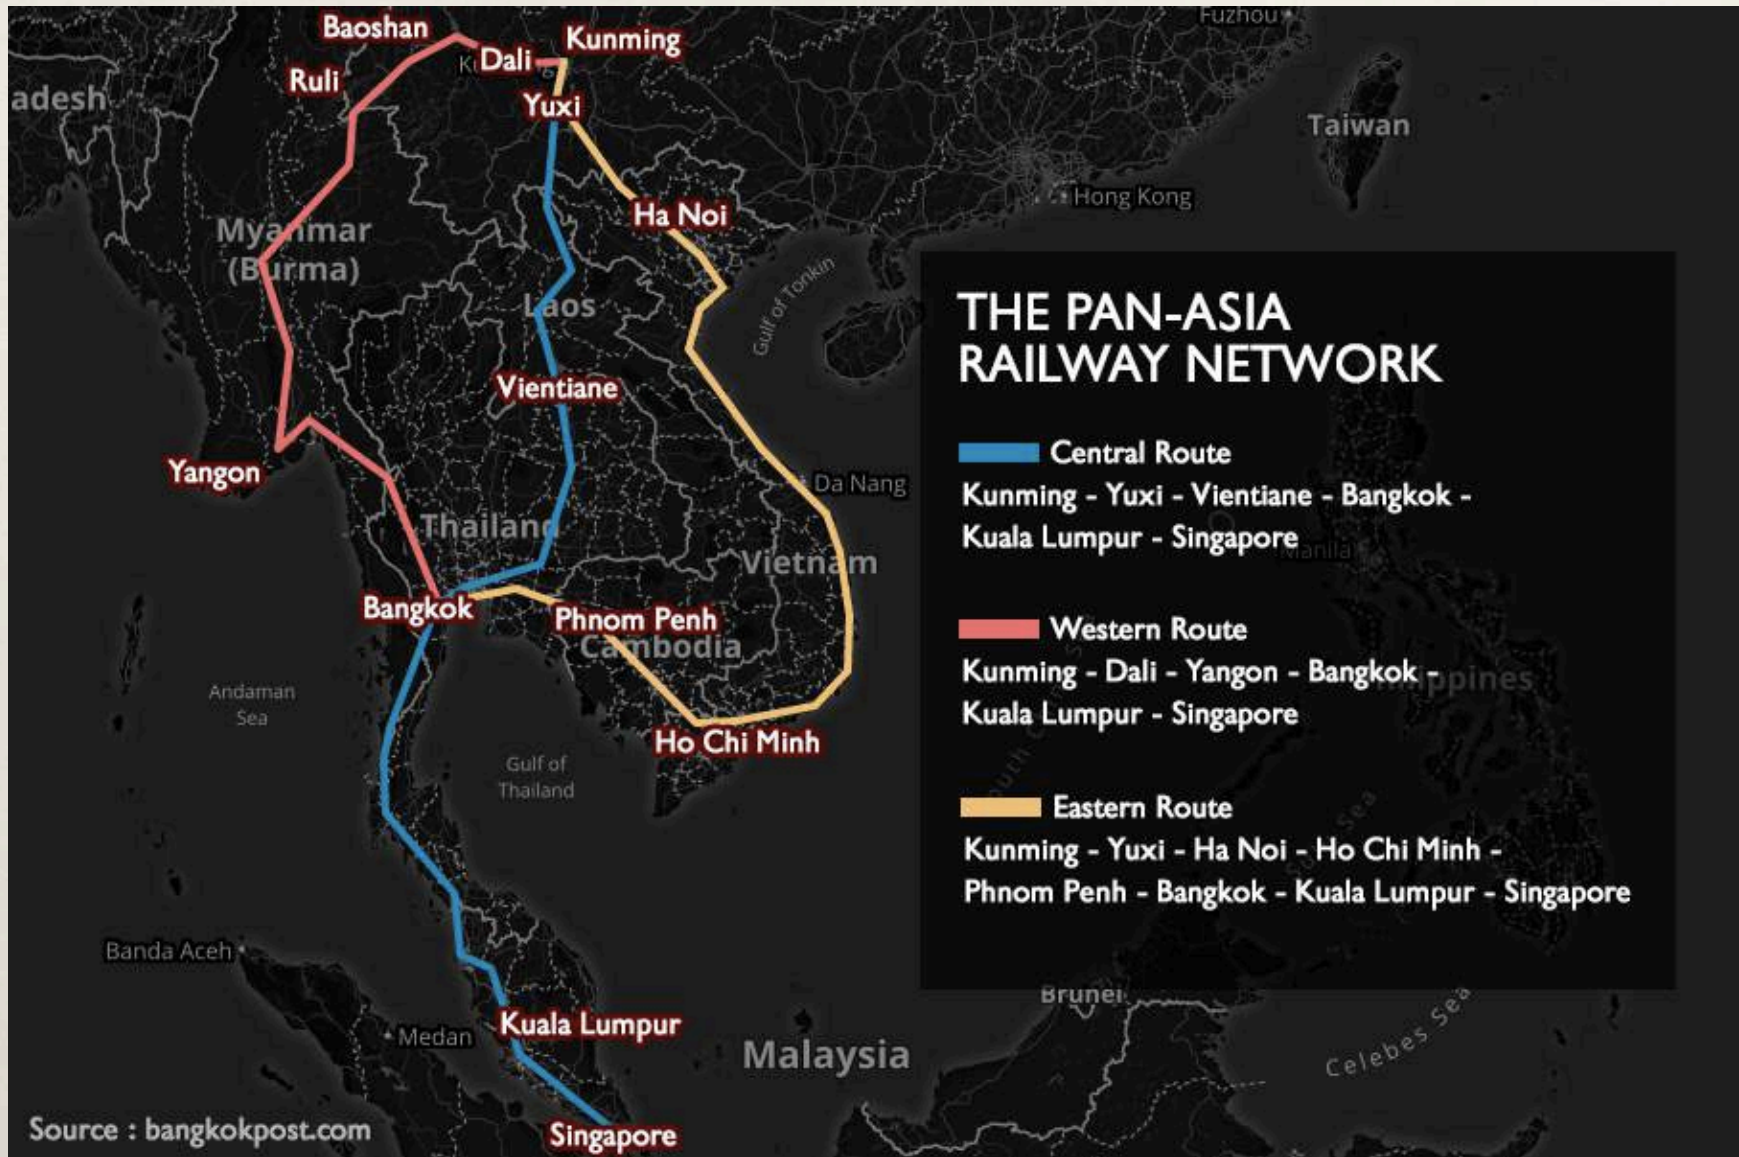 Fuzhou
Baoshan
Kunming
Dali
Ruli
adesh
Yuxi
Taiwan
Hong Kong
Ha Noi
Myanmar
(Burma)
Gulf of Tonkin
Laos
Vientiane
Yangon
Da Nang
Thailand
Vietnam
Bangkok
Phnom Penh
Cambodia
Andaman
Sea
Ho Chi Minh
Gulf of
Thailand
Banda Aceh
Medan
Kuala Lumpur
Malaysia
Singapore
Brunei
Celebes Sea
Manila
THE PAN-ASIA
RAILWAY NETWORK
Central Route
Kunming - Yuxi - Vientiane - Bangkok -
Kuala Lumpur - Singapore
Western Route
Kunming - Dali - Yangon - Bangkok -
Kuala Lumpur - Singapore
Eastern Route
Kunming - Yuxi - Ha Noi - Ho Chi Minh -
Phnom Penh - Bangkok - Kuala Lumpur - Singapore
Source : bangkokpost.com